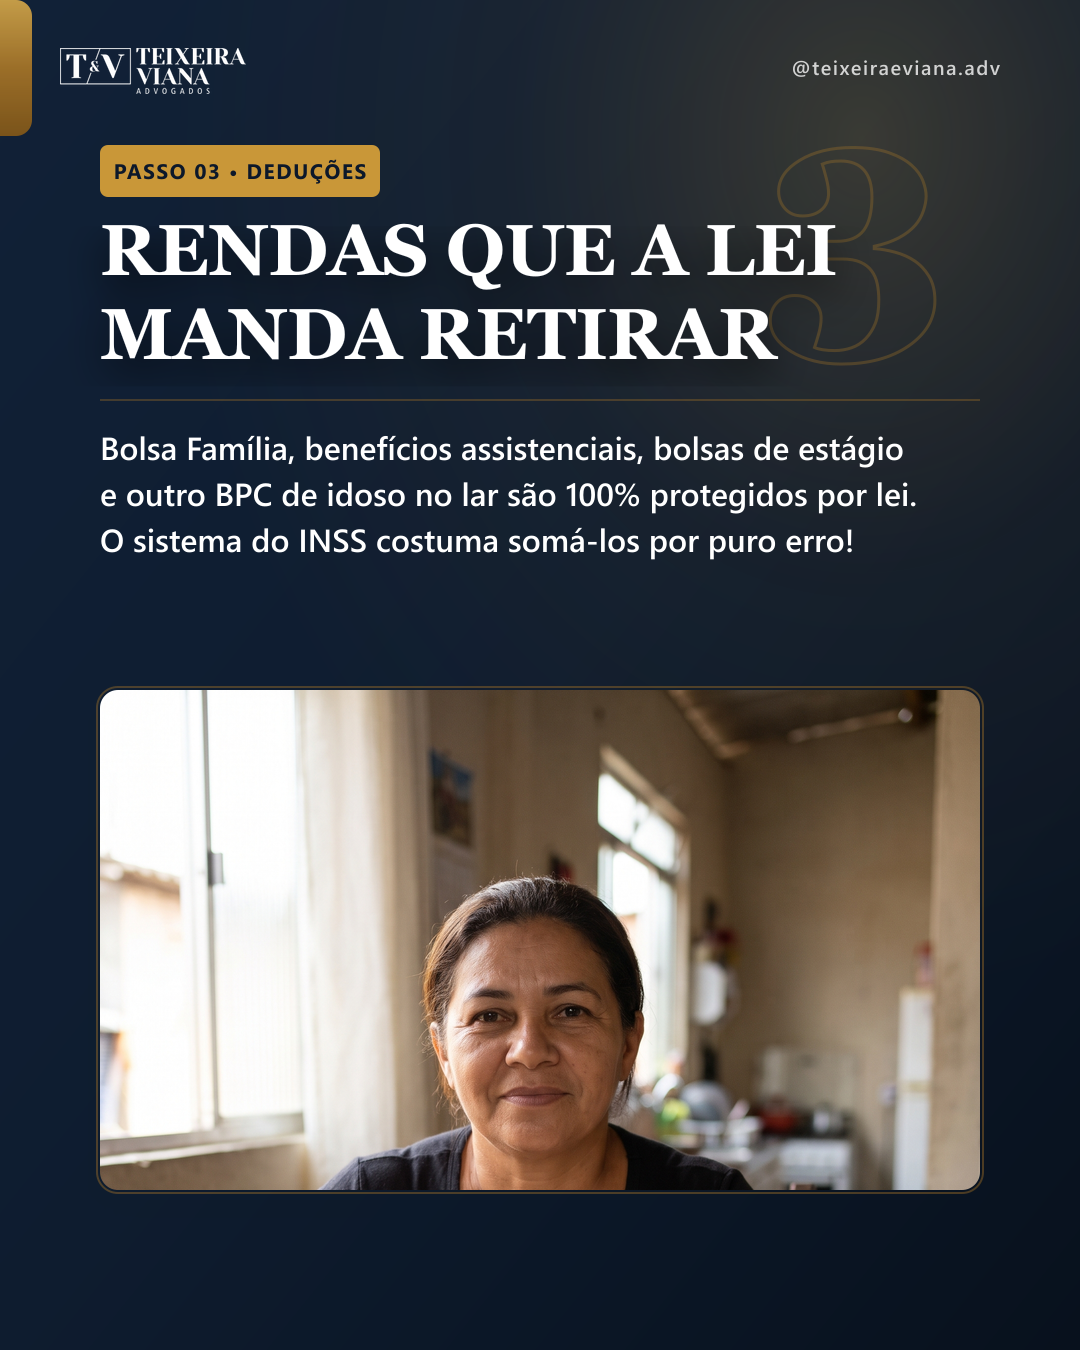 T&V TEIXEIRA
VIANA
ADVOGADOS
@teixeiraeviana.adv
PASSO 03 • DEDUÇÕES
3
RENDAS QUE A LEI
MANDA RETIRAR
Bolsa Família, benefícios assistenciais, bolsas de estágio
e outro BPC de idoso no lar são 100% protegidos por lei.
O sistema do INSS costuma somá-los por puro erro!